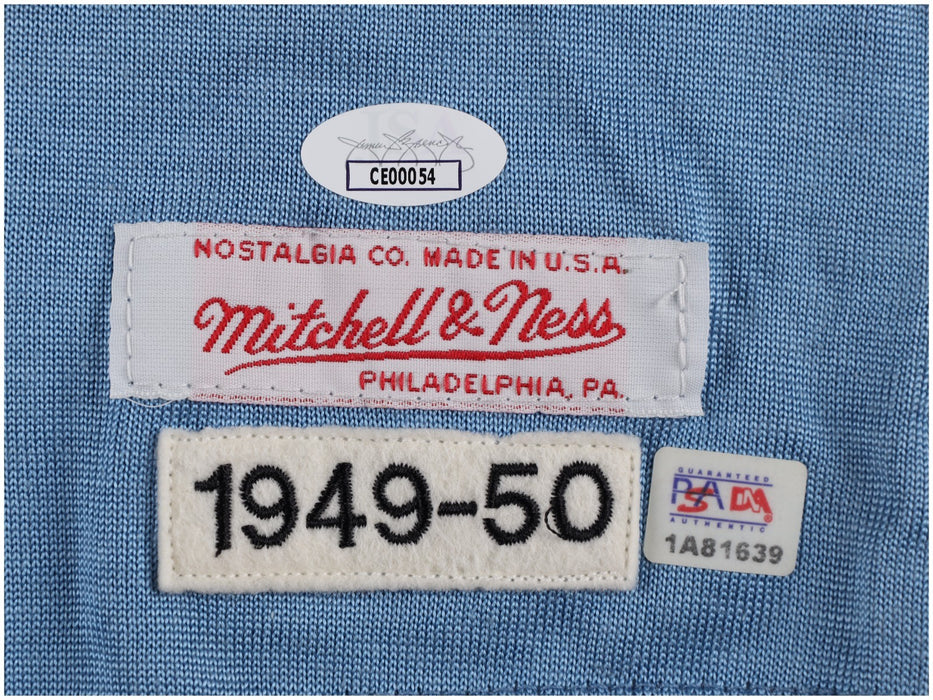 CE00054
NOSTALGIA CO. MADE IN U.S.A.
Mitchell & Ness
PHILADELPHIA, PA.
1949-50
GUARANTEED
PSA DNA
AUTHENTIC
1A81639